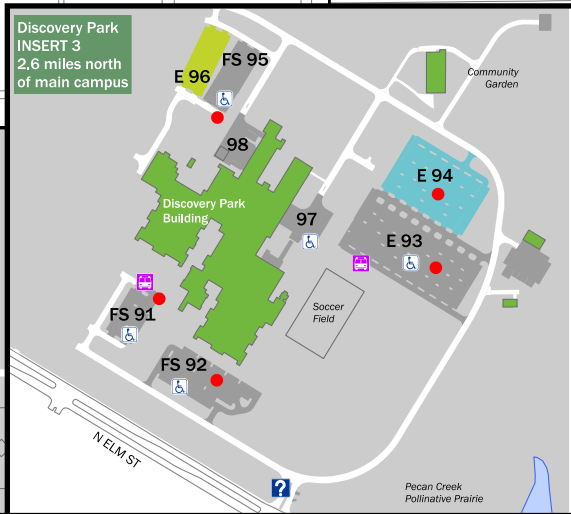 Discovery Park
INSERT 3
2.6 miles north
of main campus
FS 95
E 96
Community
Garden
98
E 94
Discovery Park
Building
97
E 93
Soccer
Field
FS 91
FS 92
N ELM ST
?
Pecan Creek
Pollinative Prairie